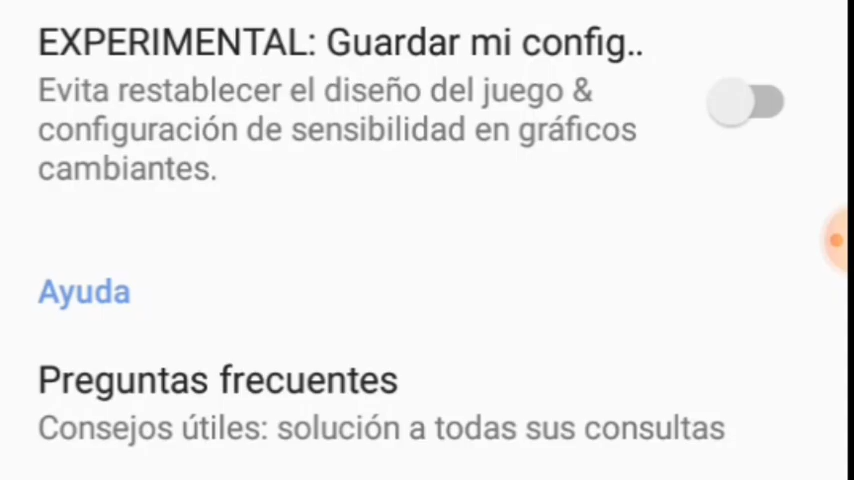 EXPERIMENTAL: Guardar mi config..
Evita restablecer el diseño del juego &
configuración de sensibilidad en gráficos
cambiantes.
Ayuda
Preguntas frecuentes
Consejos útiles: solución a todas sus consultas